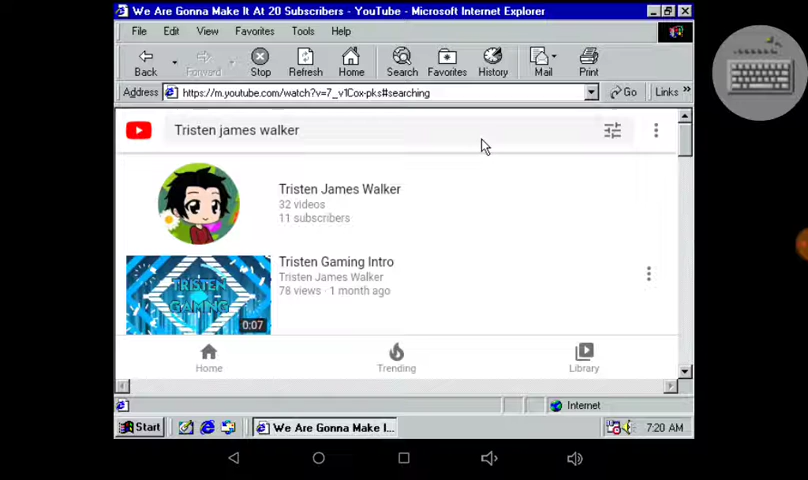 We Are Gonna Make It At 20 Subscribers - YouTube - Microsoft Internet Explorer
File Edit View Favorites Tools Help
Back Forward Stop Refresh Home Search Favorites History Mail Print
Address https://m.youtube.com/watch?v=7_v1Cox-pks#searching Go Links »
Tristen james walker
Tristen James Walker
32 videos
11 subscribers
Tristen Gaming Intro
Tristen James Walker
78 views · 1 month ago
TRISTEN
GAMING
0:07
Home Trending Library
Internet
Start We Are Gonna Make I... 7:20 AM